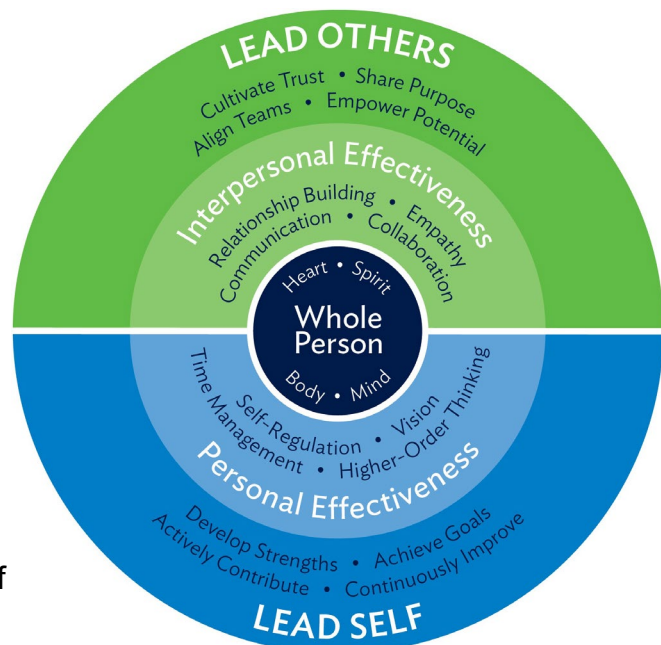 LEAD OTHERS
Cultivate Trust • Share Purpose
Align Teams • Empower Potential
Interpersonal Effectiveness
Relationship Building • Empathy
Communication • Collaboration
Heart • Spirit
Whole
Person
Body • Mind
Self-Regulation • Vision
Time Management • Higher-Order Thinking
Personal Effectiveness
Develop Strengths • Achieve Goals
Actively Contribute • Continuously Improve
LEAD SELF
f